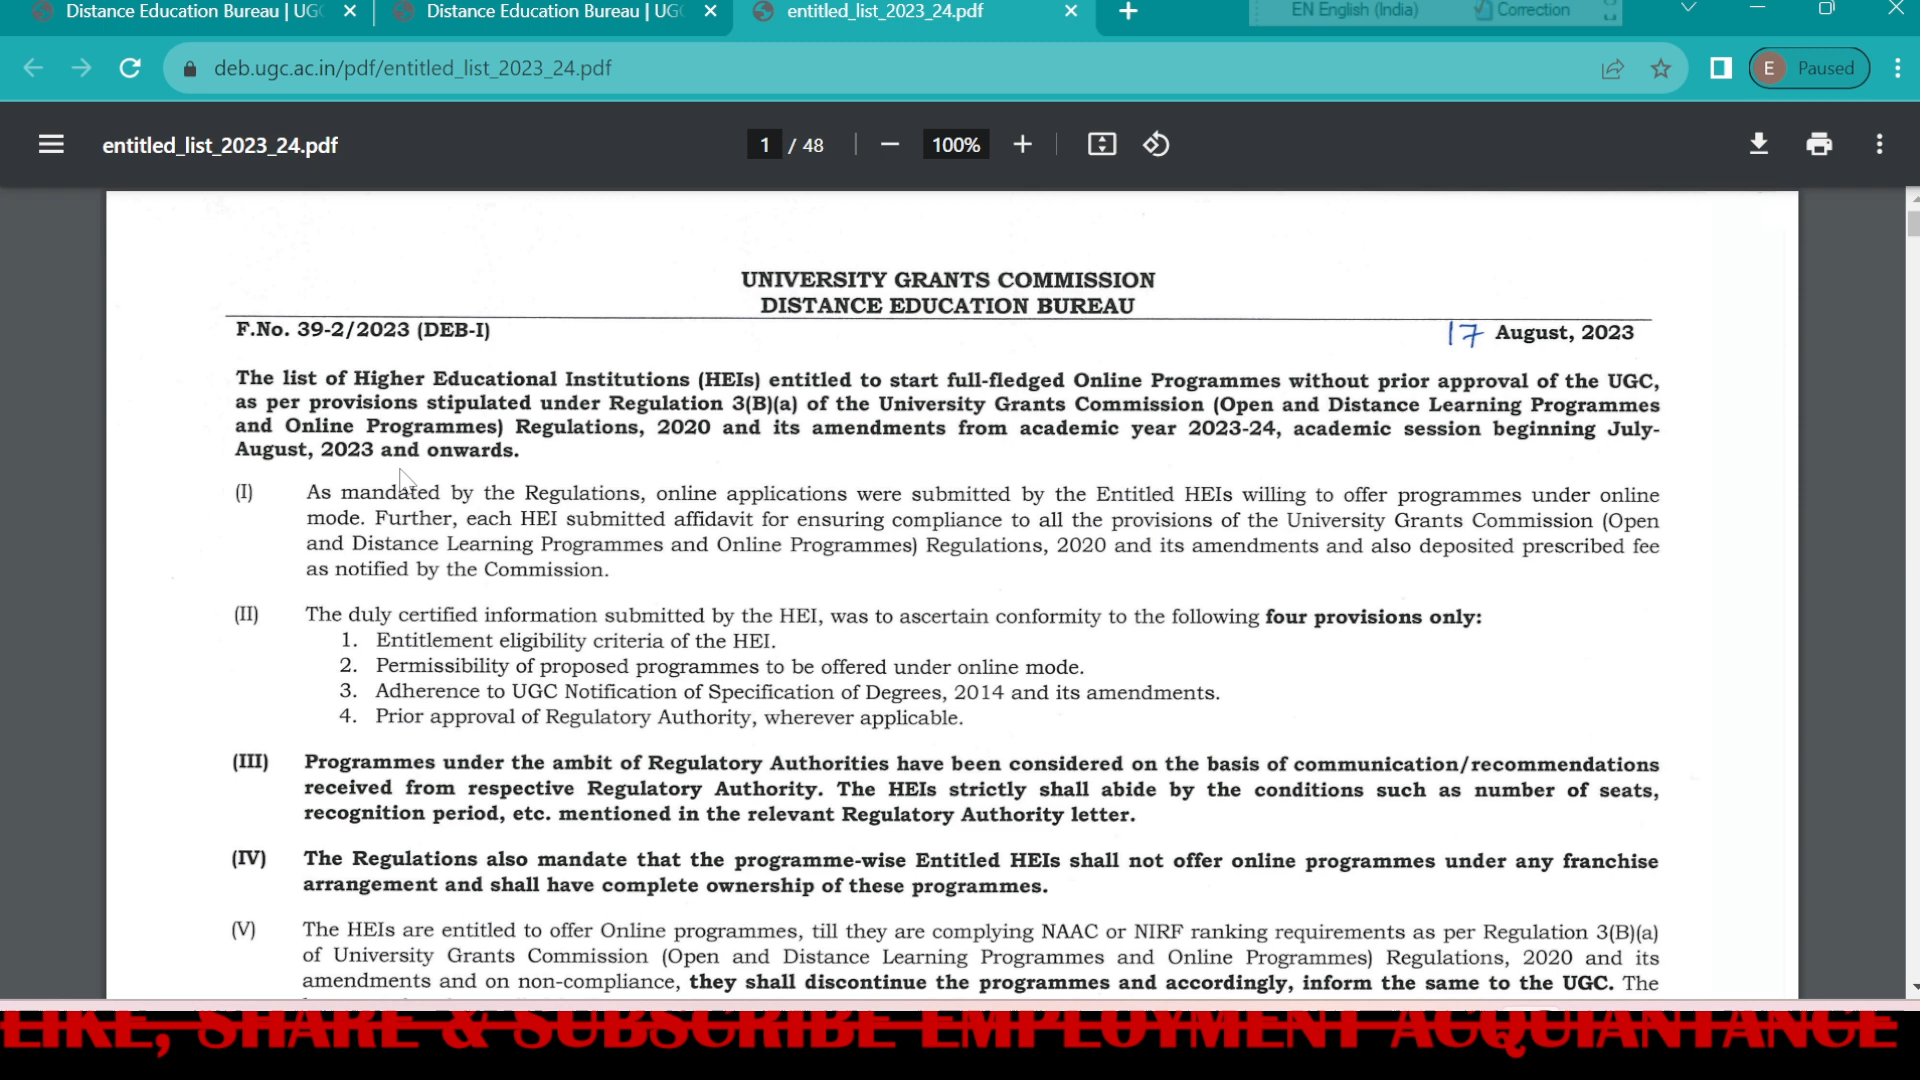 Distance Education Bureau | UG
Distance Education Bureau | UG
entitled_list_2023_24.pdf
EN English (India)
Correction
deb.ugc.ac.in/pdf/entitled_list_2023_24.pdf
E
Paused
entitled_list_2023_24.pdf
1 / 48
100%
UNIVERSITY GRANTS COMMISSION
DISTANCE EDUCATION BUREAU
F.No. 39-2/2023 (DEB-I)
17 August, 2023
The list of Higher Educational Institutions (HEIs) entitled to start full-fledged Online Programmes without prior approval of the UGC,
as per provisions stipulated under Regulation 3(B)(a) of the University Grants Commission (Open and Distance Learning Programmes
and Online Programmes) Regulations, 2020 and its amendments from academic year 2023-24, academic session beginning July-
August, 2023 and onwards.
(I) As mandated by the Regulations, online applications were submitted by the Entitled HEIs willing to offer programmes under online
mode. Further, each HEI submitted affidavit for ensuring compliance to all the provisions of the University Grants Commission (Open
and Distance Learning Programmes and Online Programmes) Regulations, 2020 and its amendments and also deposited prescribed fee
as notified by the Commission.
(II) The duly certified information submitted by the HEI, was to ascertain conformity to the following four provisions only:
1. Entitlement eligibility criteria of the HEI.
2. Permissibility of proposed programmes to be offered under online mode.
3. Adherence to UGC Notification of Specification of Degrees, 2014 and its amendments.
4. Prior approval of Regulatory Authority, wherever applicable.
(III) Programmes under the ambit of Regulatory Authorities have been considered on the basis of communication/recommendations
received from respective Regulatory Authority. The HEIs strictly shall abide by the conditions such as number of seats,
recognition period, etc. mentioned in the relevant Regulatory Authority letter.
(IV) The Regulations also mandate that the programme-wise Entitled HEIs shall not offer online programmes under any franchise
arrangement and shall have complete ownership of these programmes.
(V) The HEIs are entitled to offer Online programmes, till they are complying NAAC or NIRF ranking requirements as per Regulation 3(B)(a)
of University Grants Commission (Open and Distance Learning Programmes and Online Programmes) Regulations, 2020 and its
amendments and on non-compliance, they shall discontinue the programmes and accordingly, inform the same to the UGC. The
LIKE, SHARE & SUBSCRIBE EMPLOYMENT ACQUIANTANCE